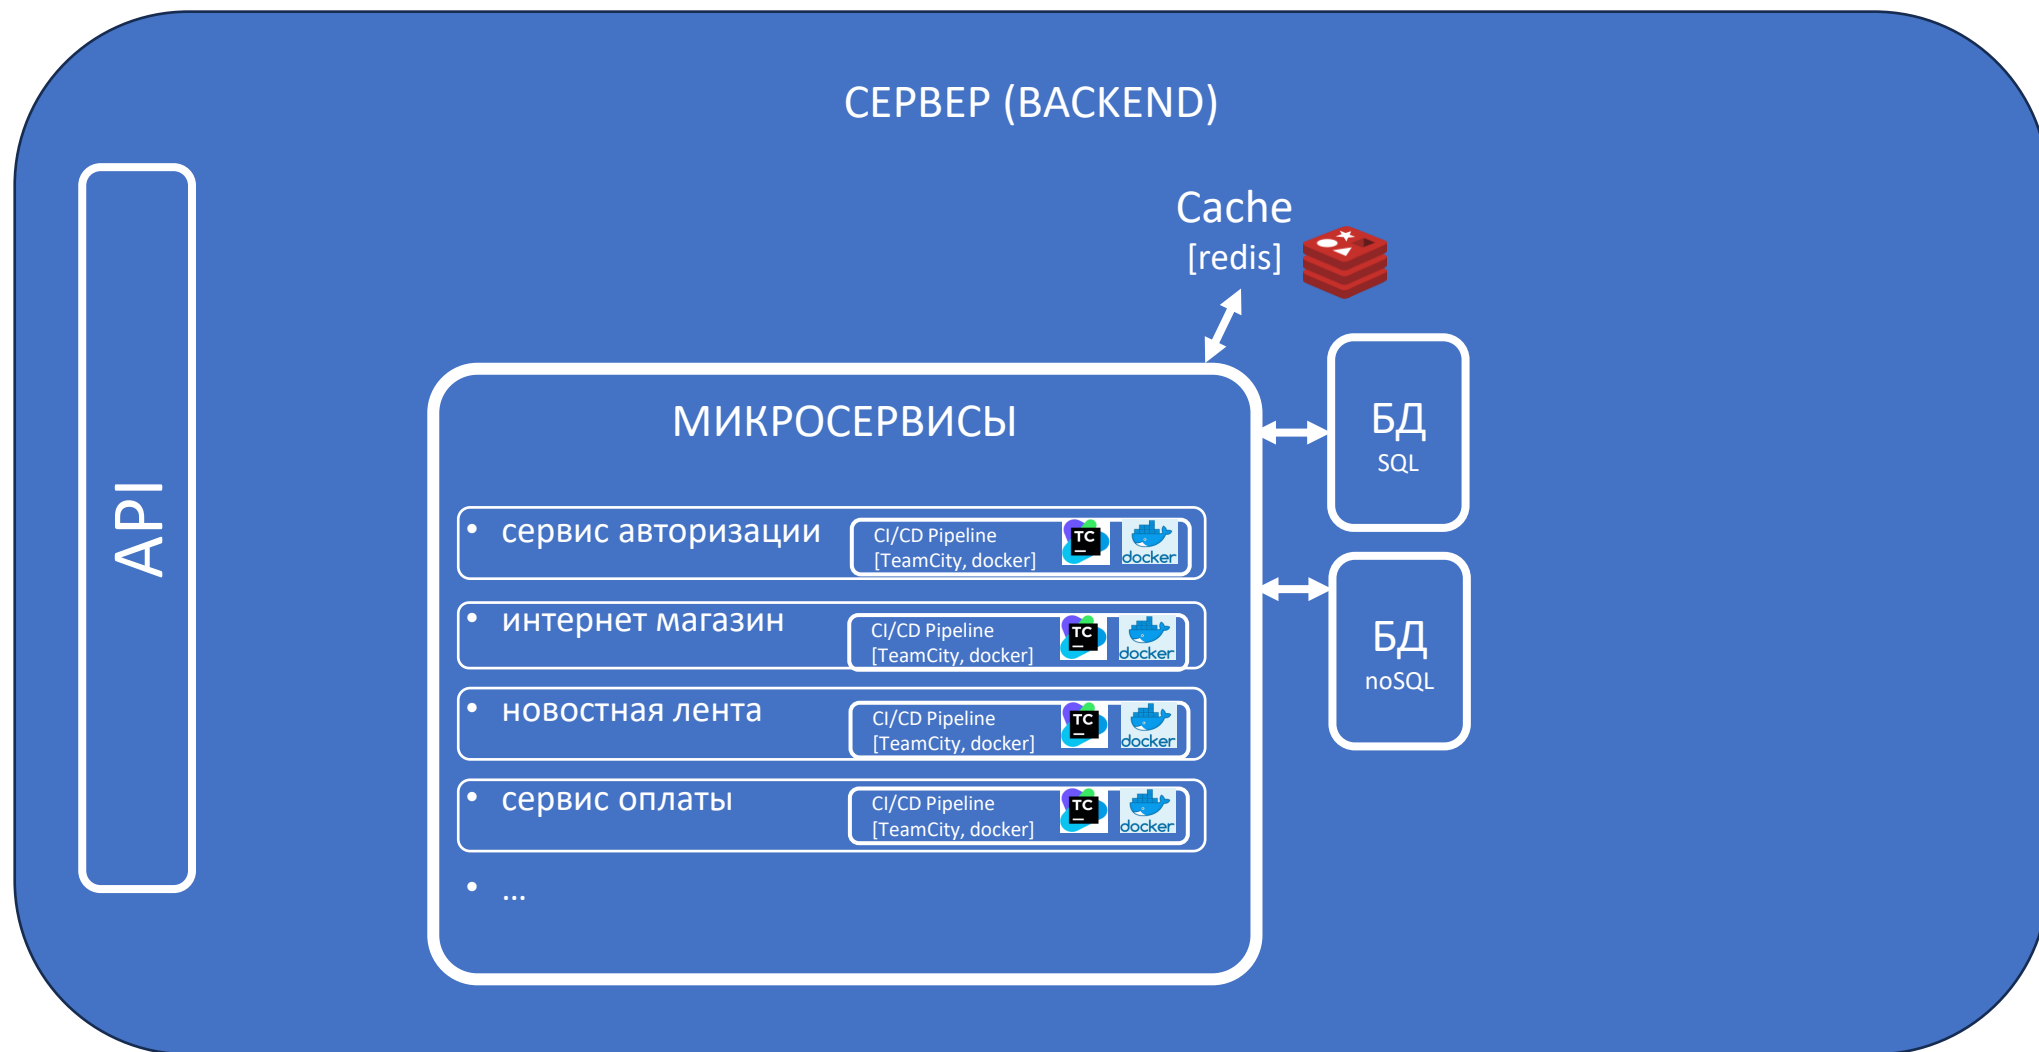 СЕРВЕР (BACKEND)
API
Cache
[redis]
МИКРОСЕРВИСЫ
• сервис авторизации
CI/CD Pipeline
[TeamCity, docker]
TC
docker
• интернет магазин
CI/CD Pipeline
[TeamCity, docker]
TC
docker
• новостная лента
CI/CD Pipeline
[TeamCity, docker]
TC
docker
• сервис оплаты
CI/CD Pipeline
[TeamCity, docker]
TC
docker
• ...
БД
SQL
БД
noSQL